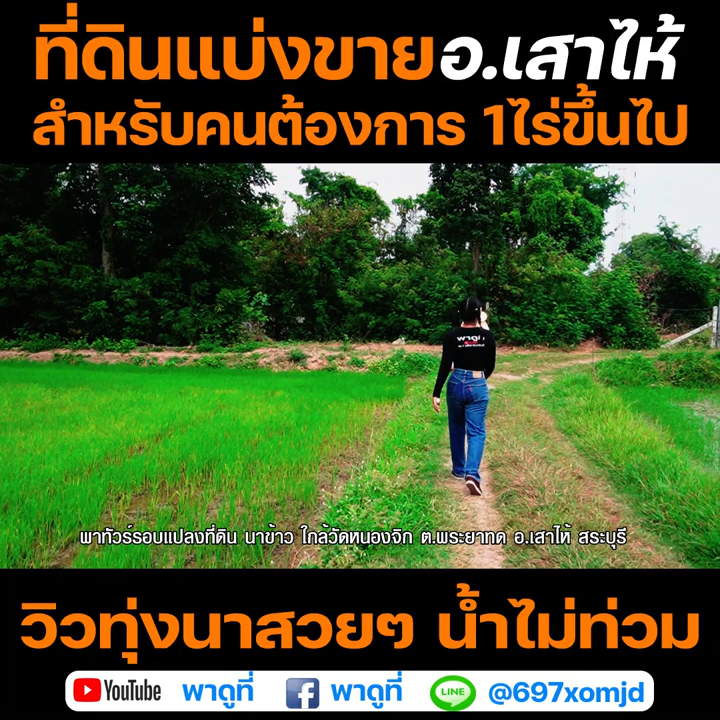 ที่ดินแบ่งขายอ.เสาไห้
สำหรับคนต้องการ 1ไร่ขึ้นไป
พาดูที่
พาทัวร์รอบแปลงที่ดิน นาข้าว ใกล้วัดหนองจิก ต.พระยาทด อ.เสาไห้ สระบุรี
วิวทุ่งนาสวยๆ น้ำไม่ท่วม
YouTube พาดูที่ f พาดูที่ LINE @697xomjd